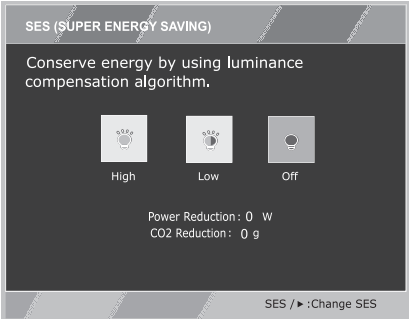 SES (SUPER ENERGY SAVING)
Conserve energy by using luminance
compensation algorithm.
High Low Off
Power Reduction: 0 W
CO2 Reduction: 0 g
SES / ▶ :Change SES